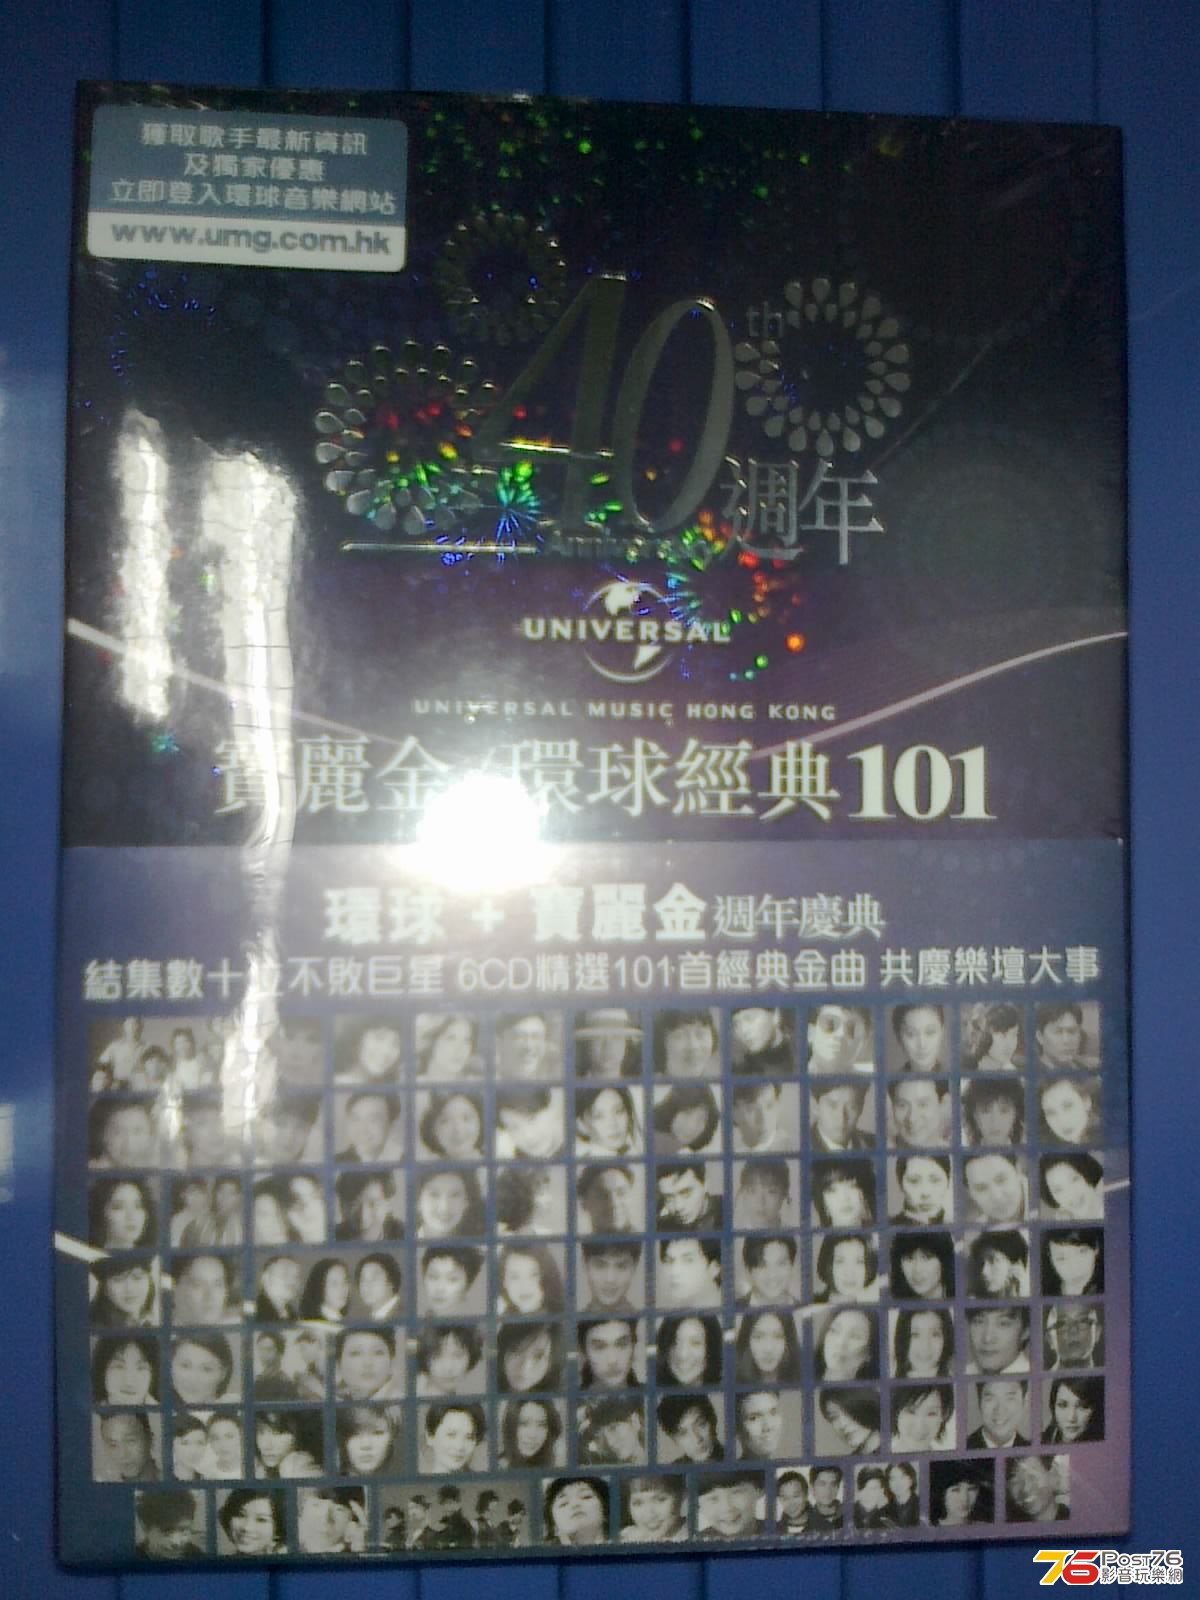 獲取歌手最新資訊
及獨家優惠
立即登入環球音樂網站
www.umg.com.hk
40th
Anniversary 週年
UNIVERSAL
UNIVERSAL MUSIC HONG KONG
寶麗金/環球經典101
環球+寶麗金週年慶典
結集數十位不敗巨星 6CD精選101首經典金曲 共慶樂壇大事
76 Post76
影音玩樂網